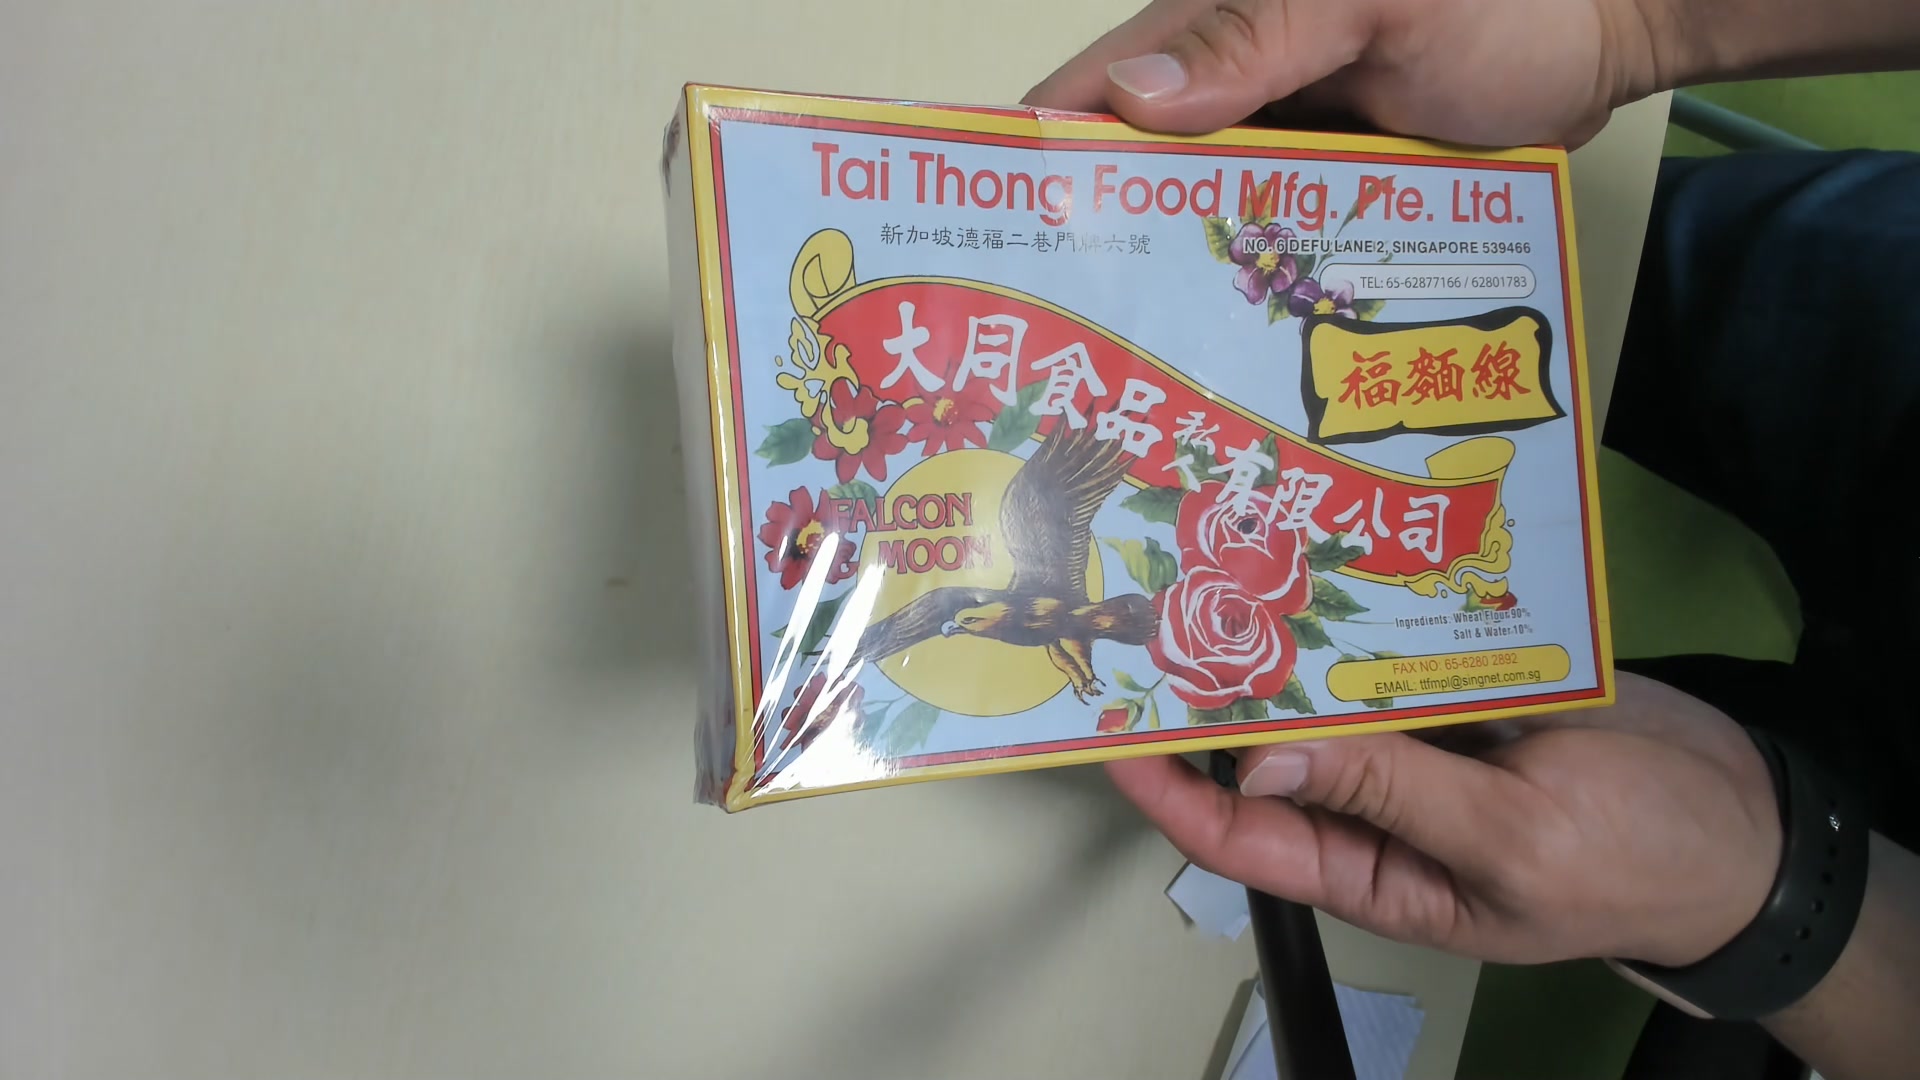 Tai Thong Food Mfg. Pte. Ltd.
新加坡德福二巷門牌六號
NO. 6 DEFU LANE 2, SINGAPORE 539466
TEL: 65-62877166 / 62801783
大同食品私人有限公司
福麵線
FALCON
& MOON
Ingredients: Wheat Flour 90%
Salt & Water 10%
FAX NO: 65-6280 2892
EMAIL: ttfmpl@singnet.com.sg